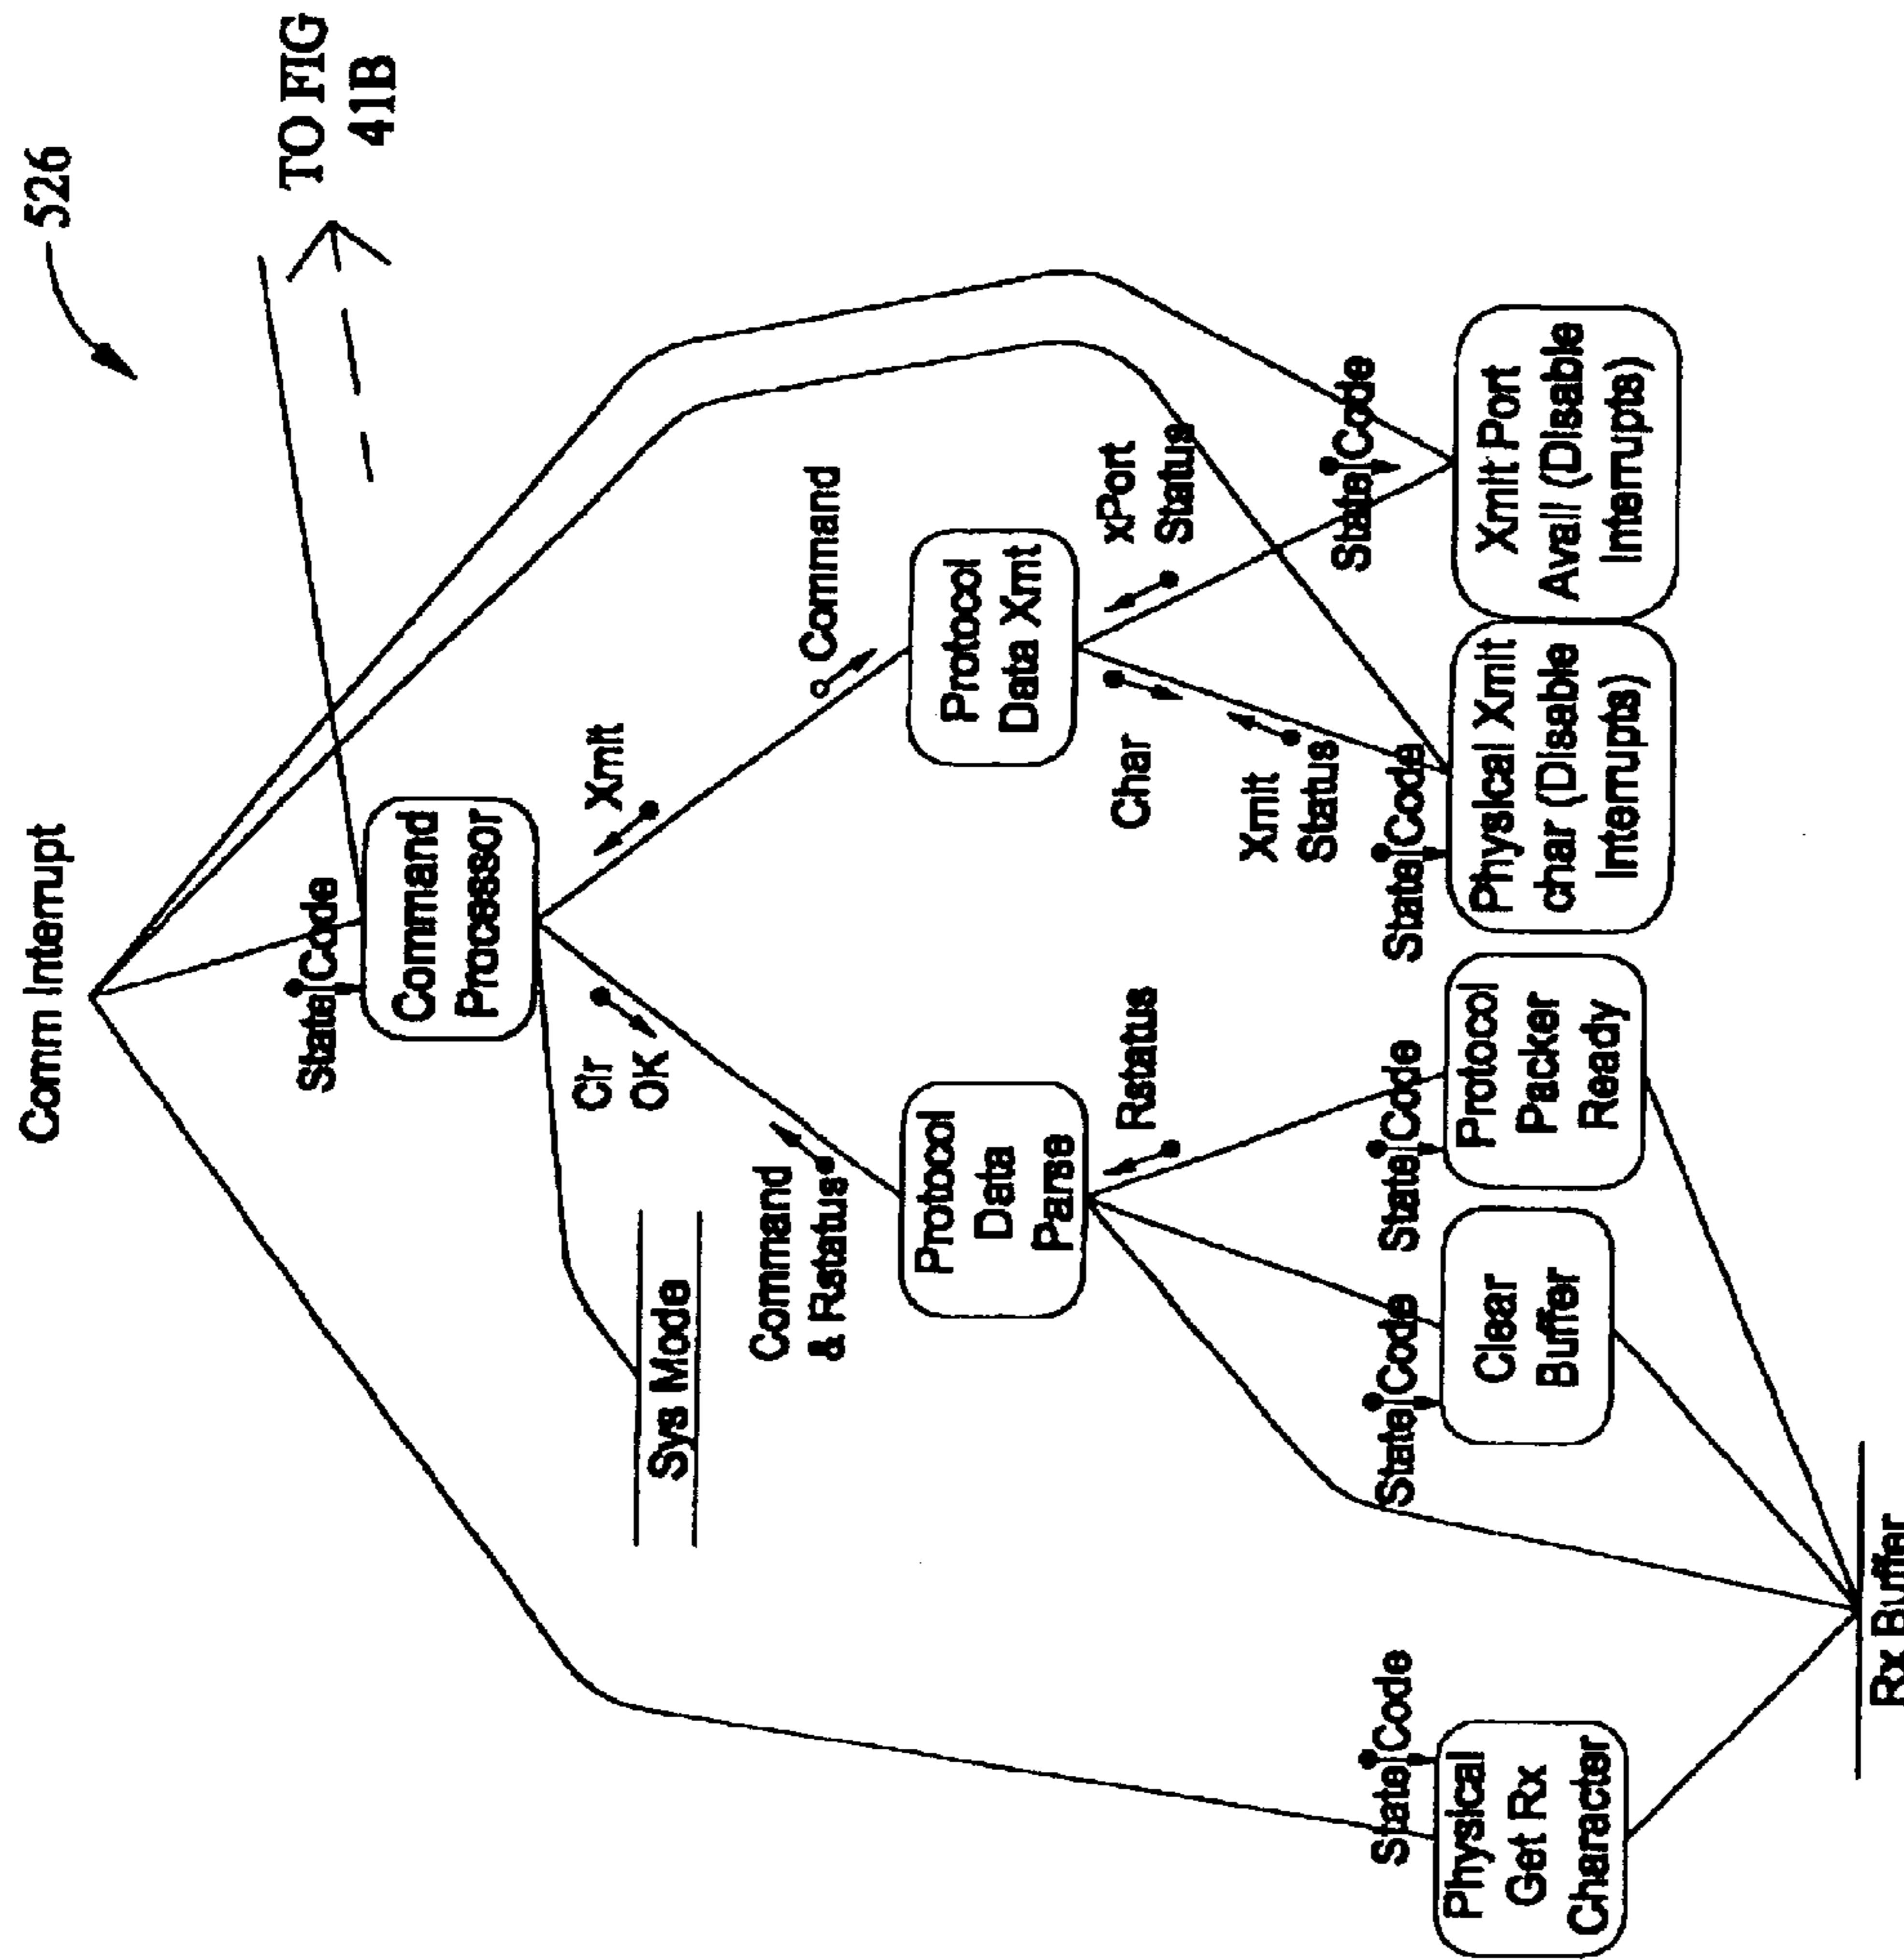 526
TO FIG
41B
Comm Interrupt
State Code
Command
Processor
Xmit
Clr
OK
Command
Sys Mode
Command
& Rstatus
Protocol
Data
Parse
Protocol
Data Xmt
Rstatus
Char
Xmit
Status
xPort
Status
State Code
Physical
Get Rx
Character
State Code
Clear
Buffer
State Code
Protocol
Packer
Ready
State Code
Physical Xmit
char (Disable
Interrupts)
State Code
Xmit Port
Avail (Disable
Interrupts)
Rx Buffer